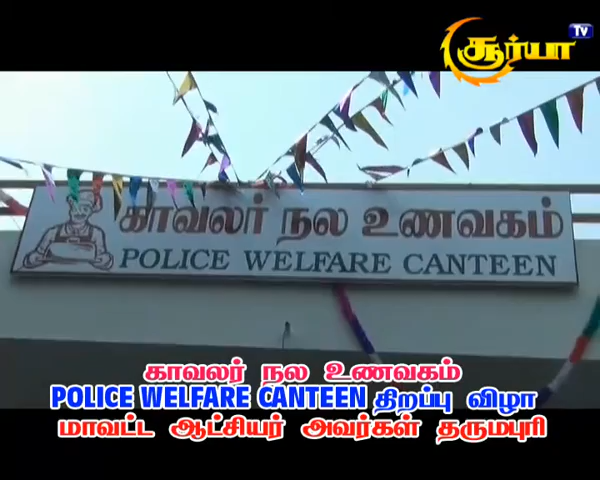 சூர்யா TV
காவலர் நல உணவகம்
POLICE WELFARE CANTEEN
காவலர் நல உணவகம்
POLICE WELFARE CANTEEN திறப்பு விழா
மாவட்ட ஆட்சியர் அவர்கள் தருமபுரி